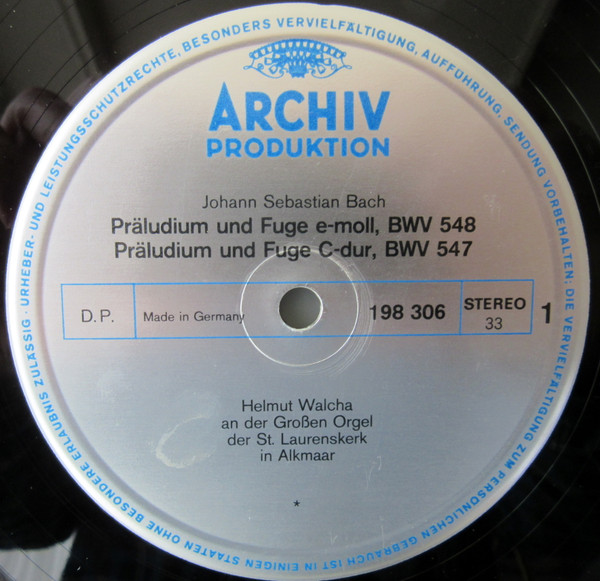 URHEBER- UND LEISTUNGSSCHUTZRECHTE, BESONDERS VERVIELFÄLTIGUNG, AUFFÜHRUNG, SENDUNG VORBEHALTEN; DIE VERVIELFÄLTIGUNG ZUM PERSÖNLICHEN GEBRAUCH IST IN EINIGEN STAATEN OHNE BESONDERE ERLAUBNIS ZULÄSSIG ·
ARCHIV
PRODUKTION
Johann Sebastian Bach
Präludium und Fuge e-moll, BWV 548
Präludium und Fuge C-dur, BWV 547
D.P. Made in Germany 198 306 STEREO 33 1
Helmut Walcha
an der Großen Orgel
der St. Laurenskerk
in Alkmaar
*